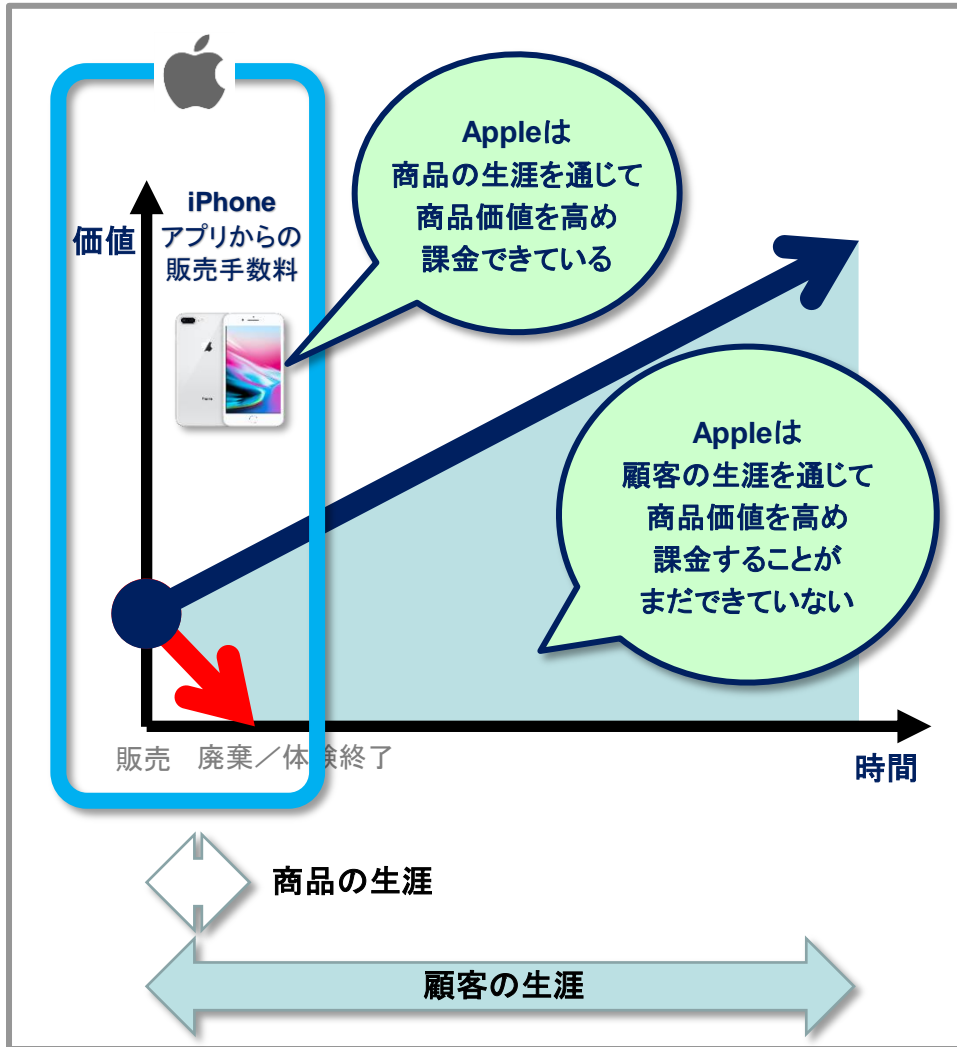 Appleは
商品の生涯を通じて
商品価値を高め
課金できている
価値
iPhone
アプリからの
販売手数料
Appleは
顧客の生涯を通じて
商品価値を高め
課金することが
まだできていない
販売
廃棄／体験終了
時間
商品の生涯
顧客の生涯